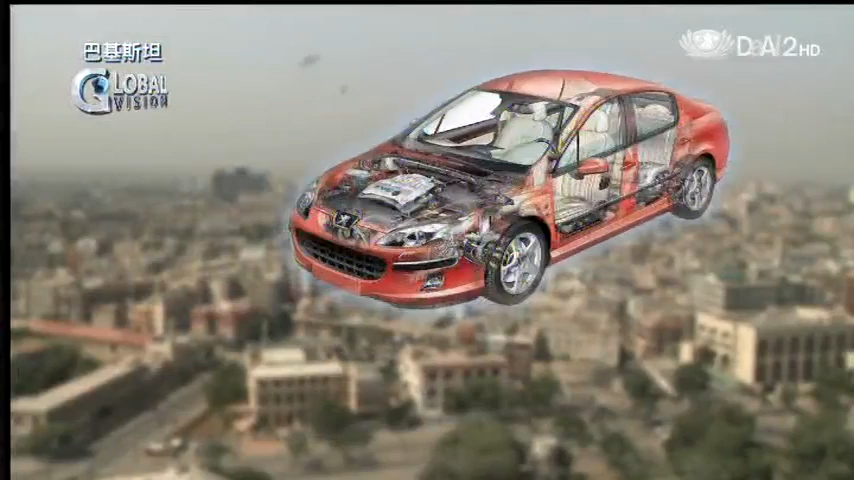 巴基斯坦
GLOBAL
VISION
DaAi2HD